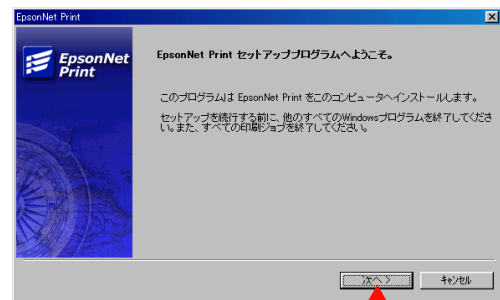 EpsonNet Print
EpsonNet
Print
EpsonNet Print セットアッププログラムへようこそ。
このプログラムは EpsonNet Print をこのコンピュータへインストールします。
セットアップを続行する前に、他のすべてのWindowsプログラムを終了してくださ
い。また、すべての印刷ジョブを終了してください。
次へ >
キャンセル